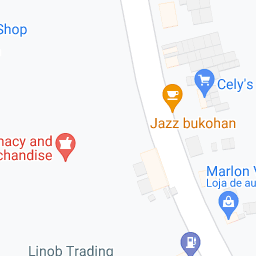 Shop
Cely's
Jazz bukohan
nacy and
chandise
Marlon V
Loja de au
Linob Trading